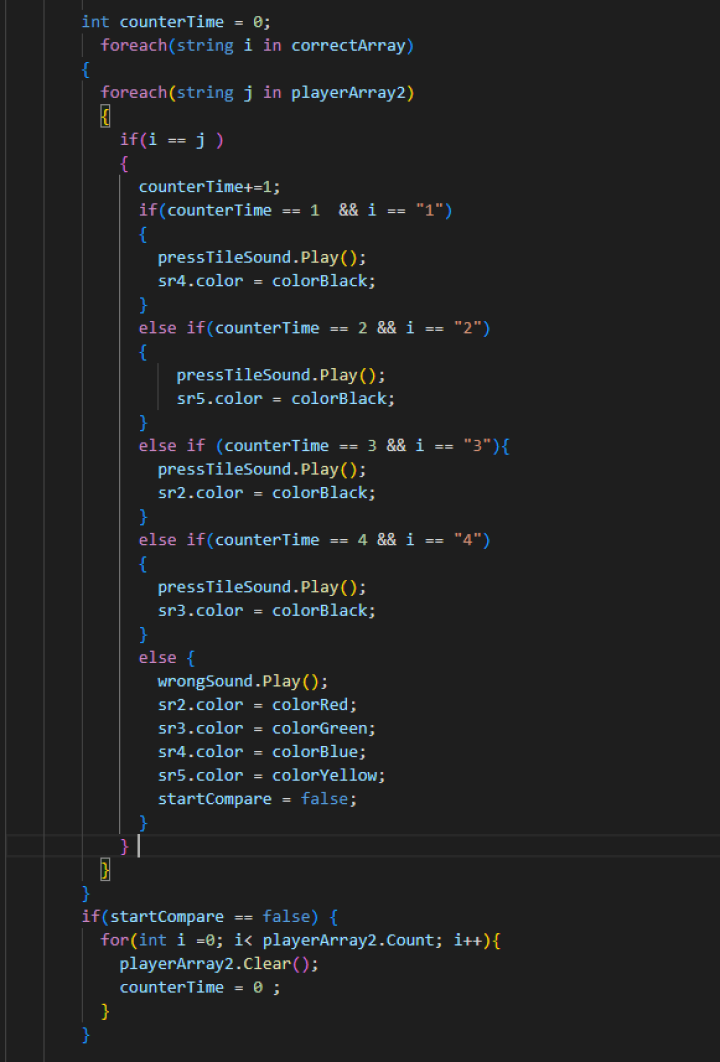 int counterTime = 0;
foreach(string i in correctArray)
{
foreach(string j in playerArray2)
{
if(i == j )
{
counterTime+=1;
if(counterTime == 1  && i == "1")
{
pressTileSound.Play();
sr4.color = colorBlack;
}
else if(counterTime == 2 && i == "2")
{
pressTileSound.Play();
sr5.color = colorBlack;
}
else if (counterTime == 3 && i == "3"){
pressTileSound.Play();
sr2.color = colorBlack;
}
else if(counterTime == 4 && i == "4")
{
pressTileSound.Play();
sr3.color = colorBlack;
}
else {
wrongSound.Play();
sr2.color = colorRed;
sr3.color = colorGreen;
sr4.color = colorBlue;
sr5.color = colorYellow;
startCompare = false;
}
}
}
}
if(startCompare == false) {
for(int i =0; i< playerArray2.Count; i++){
playerArray2.Clear();
counterTime = 0 ;
}
}